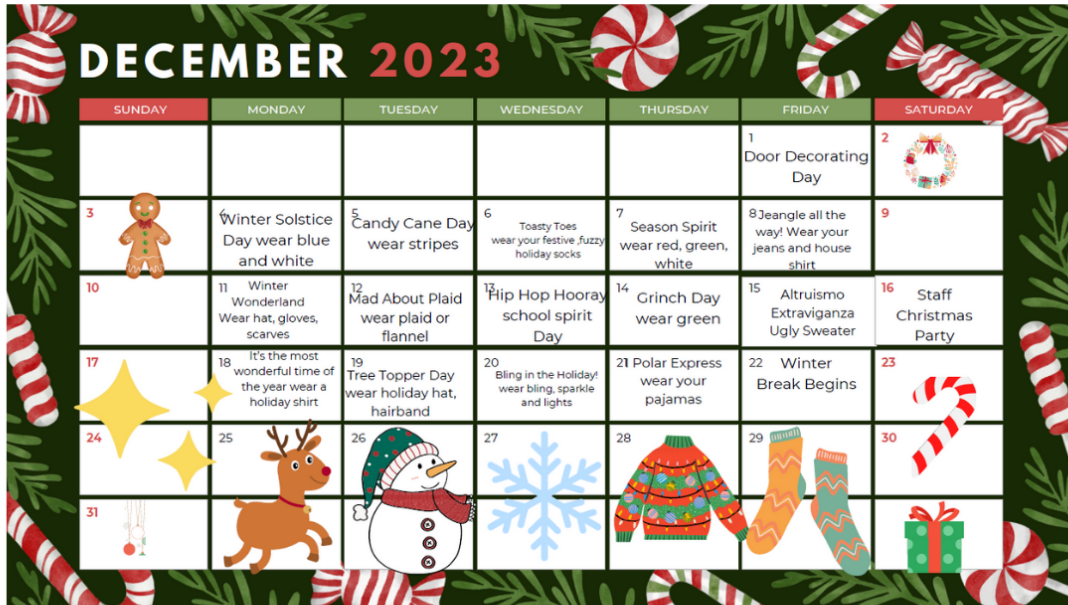 DECEMBER 2023
SUNDAY MONDAY TUESDAY WEDNESDAY THURSDAY FRIDAY SATURDAY
1
Door Decorating
Day
2
3
4
Winter Solstice
Day wear blue
and white
5
Candy Cane Day
wear stripes
6
Toasty Toes
wear your festive ,fuzzy
holiday socks
7
Season Spirit
wear red, green,
white
8 Jeangle all the
way! Wear your
jeans and house
shirt
9
10
11 Winter
Wonderland
Wear hat, gloves,
scarves
12
Mad About Plaid
wear plaid or
flannel
13
Hip Hop Hooray
school spirit
Day
14
Grinch Day
wear green
15
Altruismo
Extraviganza
Ugly Sweater
16
Staff
Christmas
Party
17
18
It's the most
wonderful time of
the year wear a
holiday shirt
19
Tree Topper Day
wear holiday hat,
hairband
20
Bling in the Holiday!
wear bling, sparkle
and lights
21 Polar Express
wear your
pajamas
22 Winter
Break Begins
23
24
25
26
27
28
29
30
31